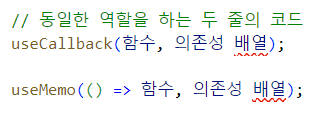 // 동일한 역할을 하는 두 줄의 코드
useCallback(함수, 의존성 배열);
useMemo(() => 함수, 의존성 배열);